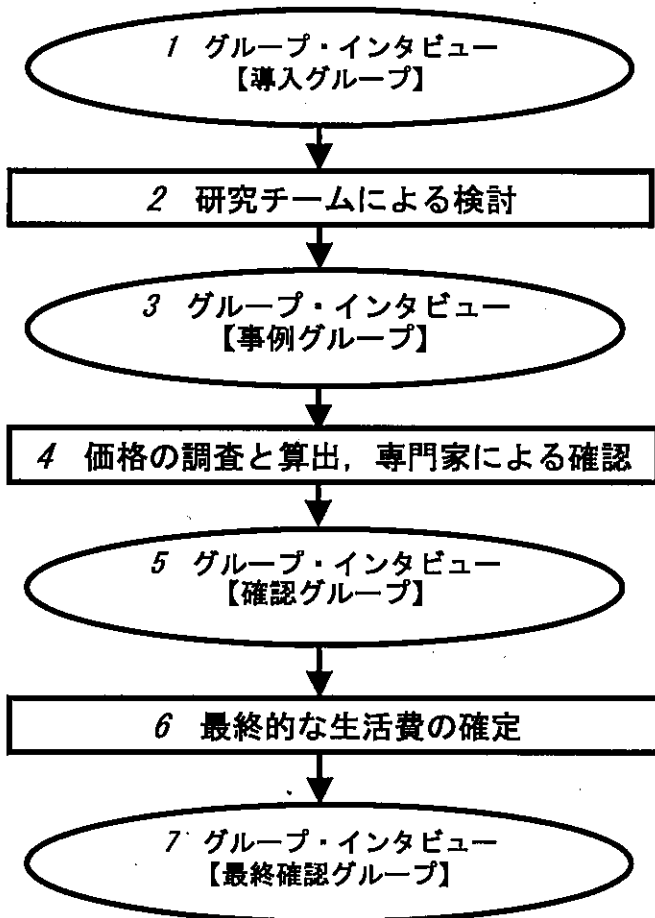 1 グループ・インタビュー
【導入グループ】
2 研究チームによる検討
3 グループ・インタビュー
【事例グループ】
4 価格の調査と算出，専門家による確認
5 グループ・インタビュー
【確認グループ】
6 最終的な生活費の確定
7 グループ・インタビュー
【最終確認グループ】